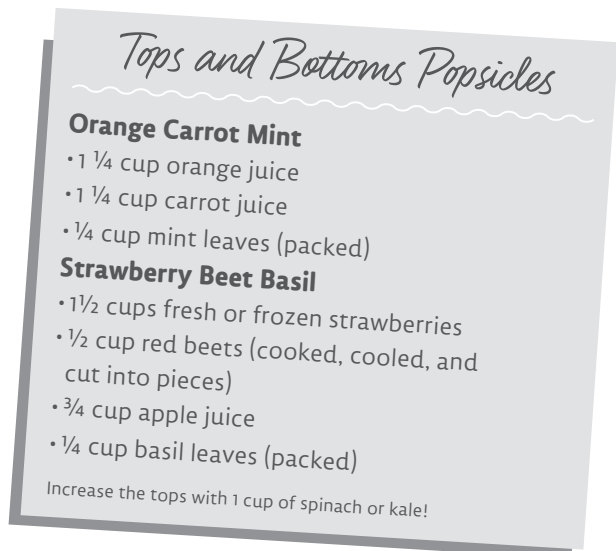 Tops and Bottoms Popsicles
Orange Carrot Mint
•1 ¼ cup orange juice
•1 ¼ cup carrot juice
•¼ cup mint leaves (packed)
Strawberry Beet Basil
•1½ cups fresh or frozen strawberries
•½ cup red beets (cooked, cooled, and
cut into pieces)
•¾ cup apple juice
•¼ cup basil leaves (packed)
Increase the tops with 1 cup of spinach or kale!